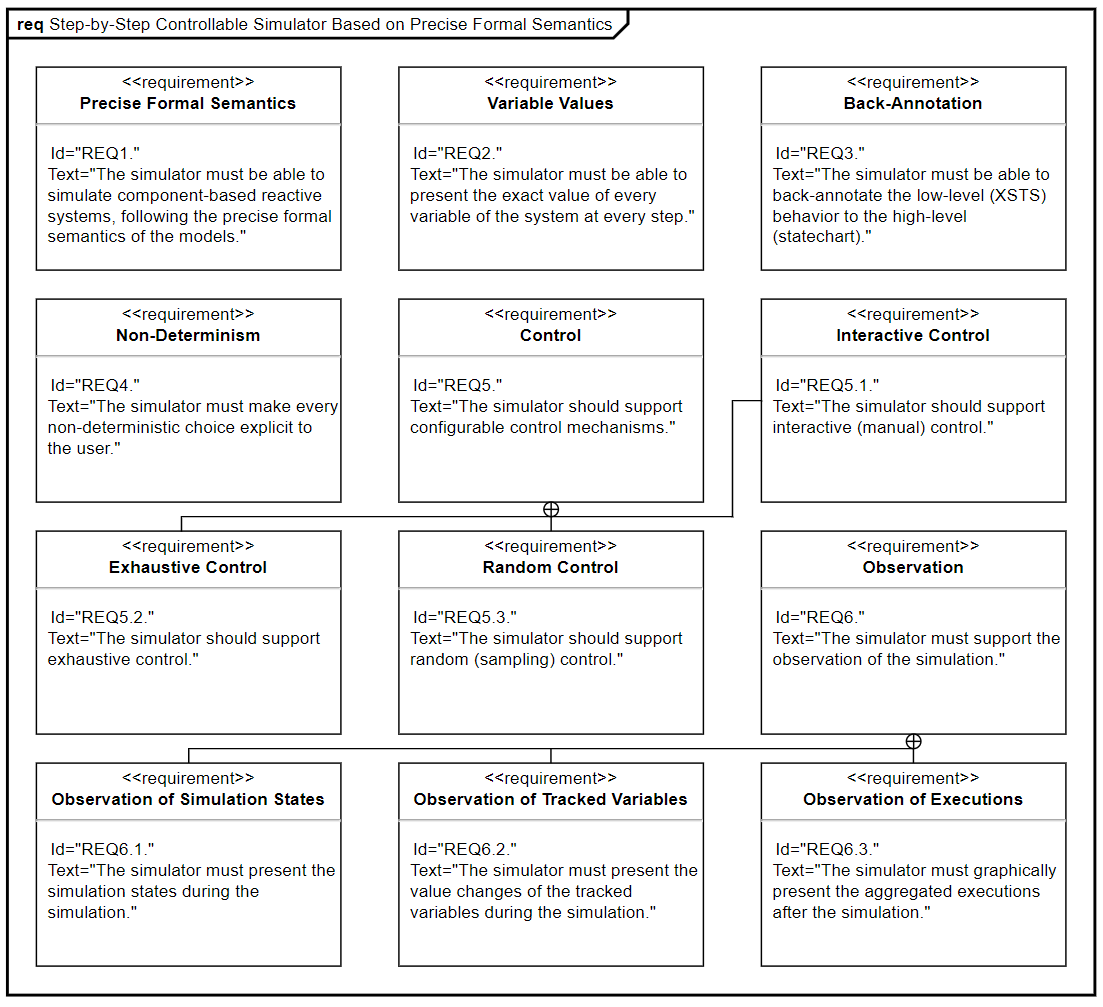 req Step-by-Step Controllable Simulator Based on Precise Formal Semantics
<<requirement>>
Precise Formal Semantics
Id="REQ1."
Text="The simulator must be able to
simulate component-based reactive
systems, following the precise formal
semantics of the models."
<<requirement>>
Variable Values
Id="REQ2."
Text="The simulator must be able to
present the exact value of every
variable of the system at every step."
<<requirement>>
Back-Annotation
Id="REQ3."
Text="The simulator must be able to
back-annotate the low-level (XSTS)
behavior to the high-level
(statechart)."
<<requirement>>
Non-Determinism
Id="REQ4."
Text="The simulator must make every
non-deterministic choice explicit to
the user."
<<requirement>>
Control
Id="REQ5."
Text="The simulator should support
configurable control mechanisms."
<<requirement>>
Interactive Control
Id="REQ5.1."
Text="The simulator should support
interactive (manual) control."
<<requirement>>
Exhaustive Control
Id="REQ5.2."
Text="The simulator should support
exhaustive control."
<<requirement>>
Random Control
Id="REQ5.3."
Text="The simulator should support
random (sampling) control."
<<requirement>>
Observation
Id="REQ6."
Text="The simulator must support the
observation of the simulation."
<<requirement>>
Observation of Simulation States
Id="REQ6.1."
Text="The simulator must present the
simulation states during the
simulation."
<<requirement>>
Observation of Tracked Variables
Id="REQ6.2."
Text="The simulator must present the
value changes of the tracked
variables during the simulation."
<<requirement>>
Observation of Executions
Id="REQ6.3."
Text="The simulator must graphically
present the aggregated executions
after the simulation."